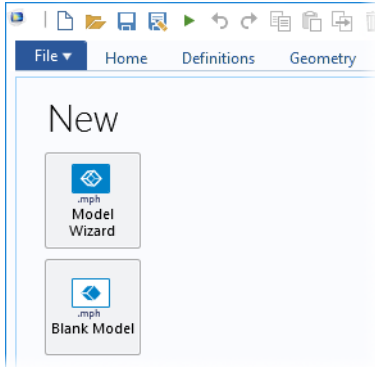 File Home Definitions Geometry
New
.mph
Model
Wizard
.mph
Blank Model